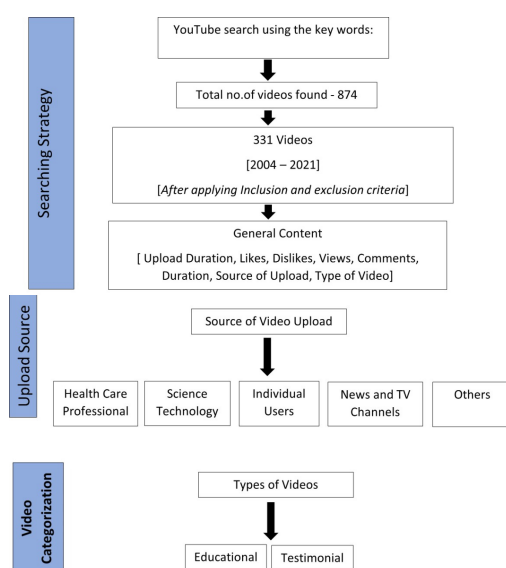 Searching Strategy
YouTube search using the key words:
Total no.of videos found - 874
331 Videos
[2004 – 2021]
[After applying Inclusion and exclusion criteria]
General Content
[ Upload Duration, Likes, Dislikes, Views, Comments,
Duration, Source of Upload, Type of Video]
Upload Source
Source of Video Upload
Health Care
Professional
Science
Technology
Individual
Users
News and TV
Channels
Others
Video
Categorization
Types of Videos
Educational
Testimonial